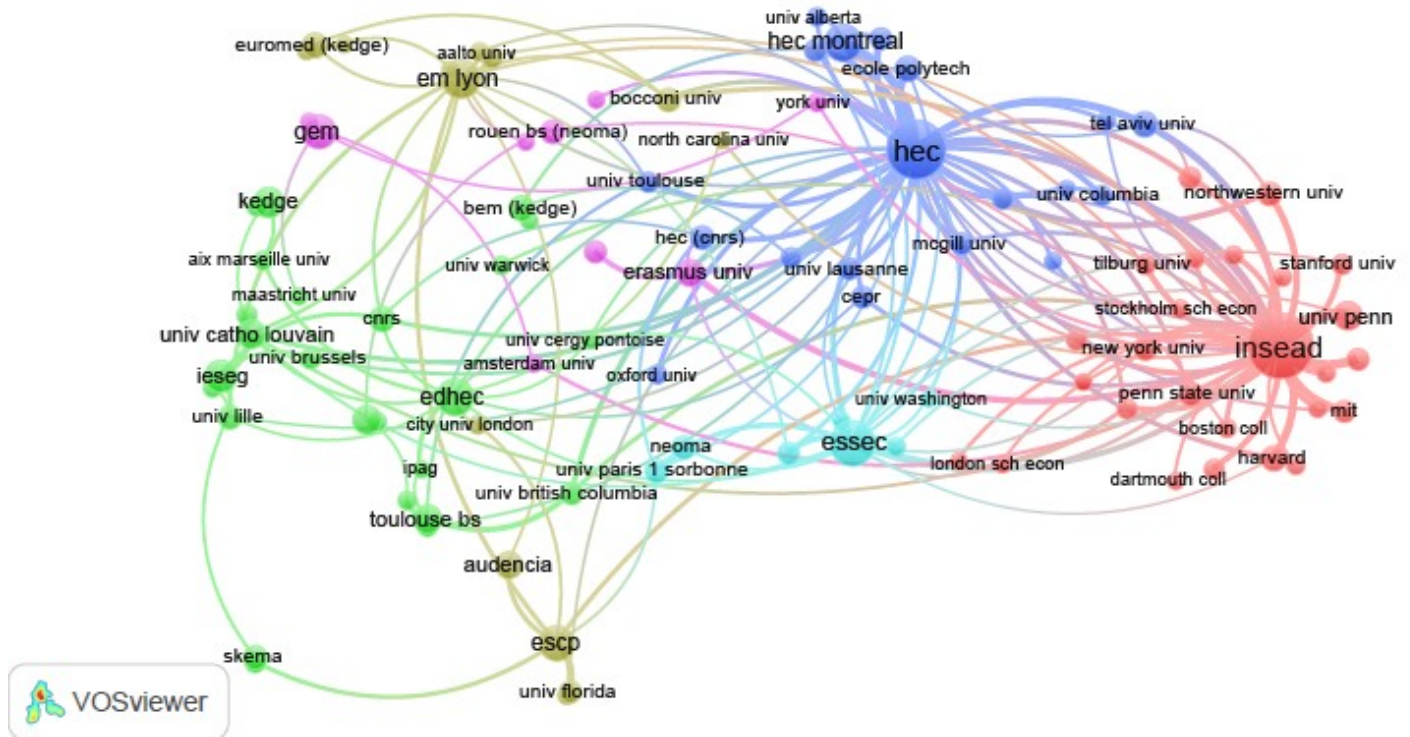 univ alberta
euromed (kedge)
hec montreal
aalto univ
em lyon
ecole polytech
bocconi univ
york univ
gem
rouen bs (neoma)
north carolina univ
tel aviv univ
hec
univ toulouse
univ columbia
northwestern univ
kedge
bem (kedge)
hec (cnrs)
mcgill univ
aix marseille univ
univ warwick
erasmus univ
univ lausanne
tilburg univ
stanford univ
maastricht univ
cepr
stockholm sch econ
cnrs
univ penn
univ catho louvain
univ cergy pontoise
new york univ
insead
univ brussels
amsterdam univ
ieseg
oxford univ
edhec
univ washington
penn state univ
univ lille
city univ london
mit
boston coll
neoma
essec
ipag
univ paris 1 sorbonne
london sch econ
harvard
univ british columbia
dartmouth coll
toulouse bs
audencia
escp
skema
univ florida
VOSviewer